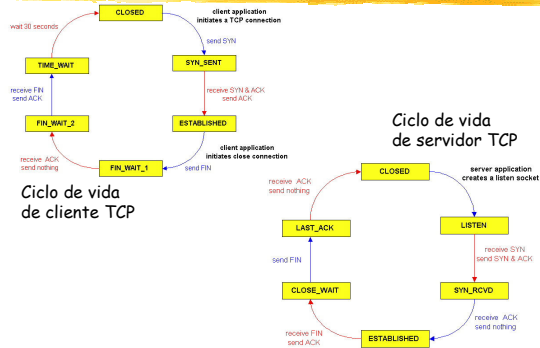 CLOSED
client application
initiates a TCP connection
wait 30 seconds
send SYN
TIME_WAIT
SYN_SENT
receive FIN
send ACK
receive SYN & ACK
send ACK
FIN_WAIT_2
ESTABLISHED
client application
initiates close connection
receive ACK
send nothing
FIN_WAIT_1
send FIN
Ciclo de vida
de cliente TCP
Ciclo de vida
de servidor TCP
CLOSED
server application
creates a listen socket
receive ACK
send nothing
LAST_ACK
LISTEN
send FIN
receive SYN
send SYN & ACK
CLOSE_WAIT
SYN_RCVD
receive FIN
send ACK
receive ACK
send nothing
ESTABLISHED